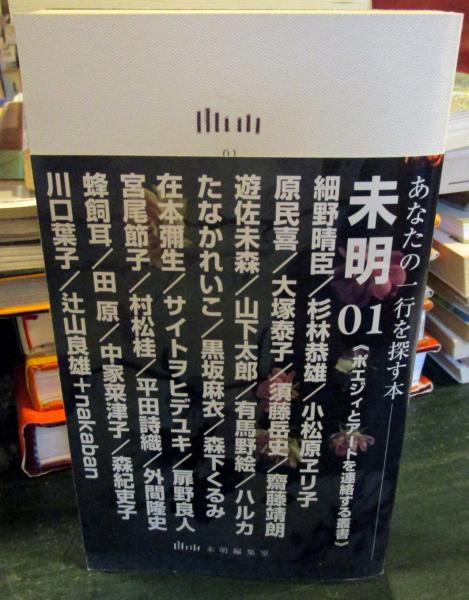 01
あなたの一行を探す本
未明01《ポエジィとアートを連絡する叢書》
細野晴臣/杉林恭雄/小松原ヱリ子
原民喜/大塚泰子/須藤岳史/齋藤靖朗
遊佐未森/山下太郎/有馬野絵/ハルカ
たなかれいこ/黒坂麻衣/森下くるみ
在本彌生/サイトヲヒデユキ/扉野良人
宮尾節子/村松桂/平田詩織/外間隆史
蜂飼耳/田原/中家菜津子/森紀吏子
川口葉子/辻山良雄+nakaban
未明編集室